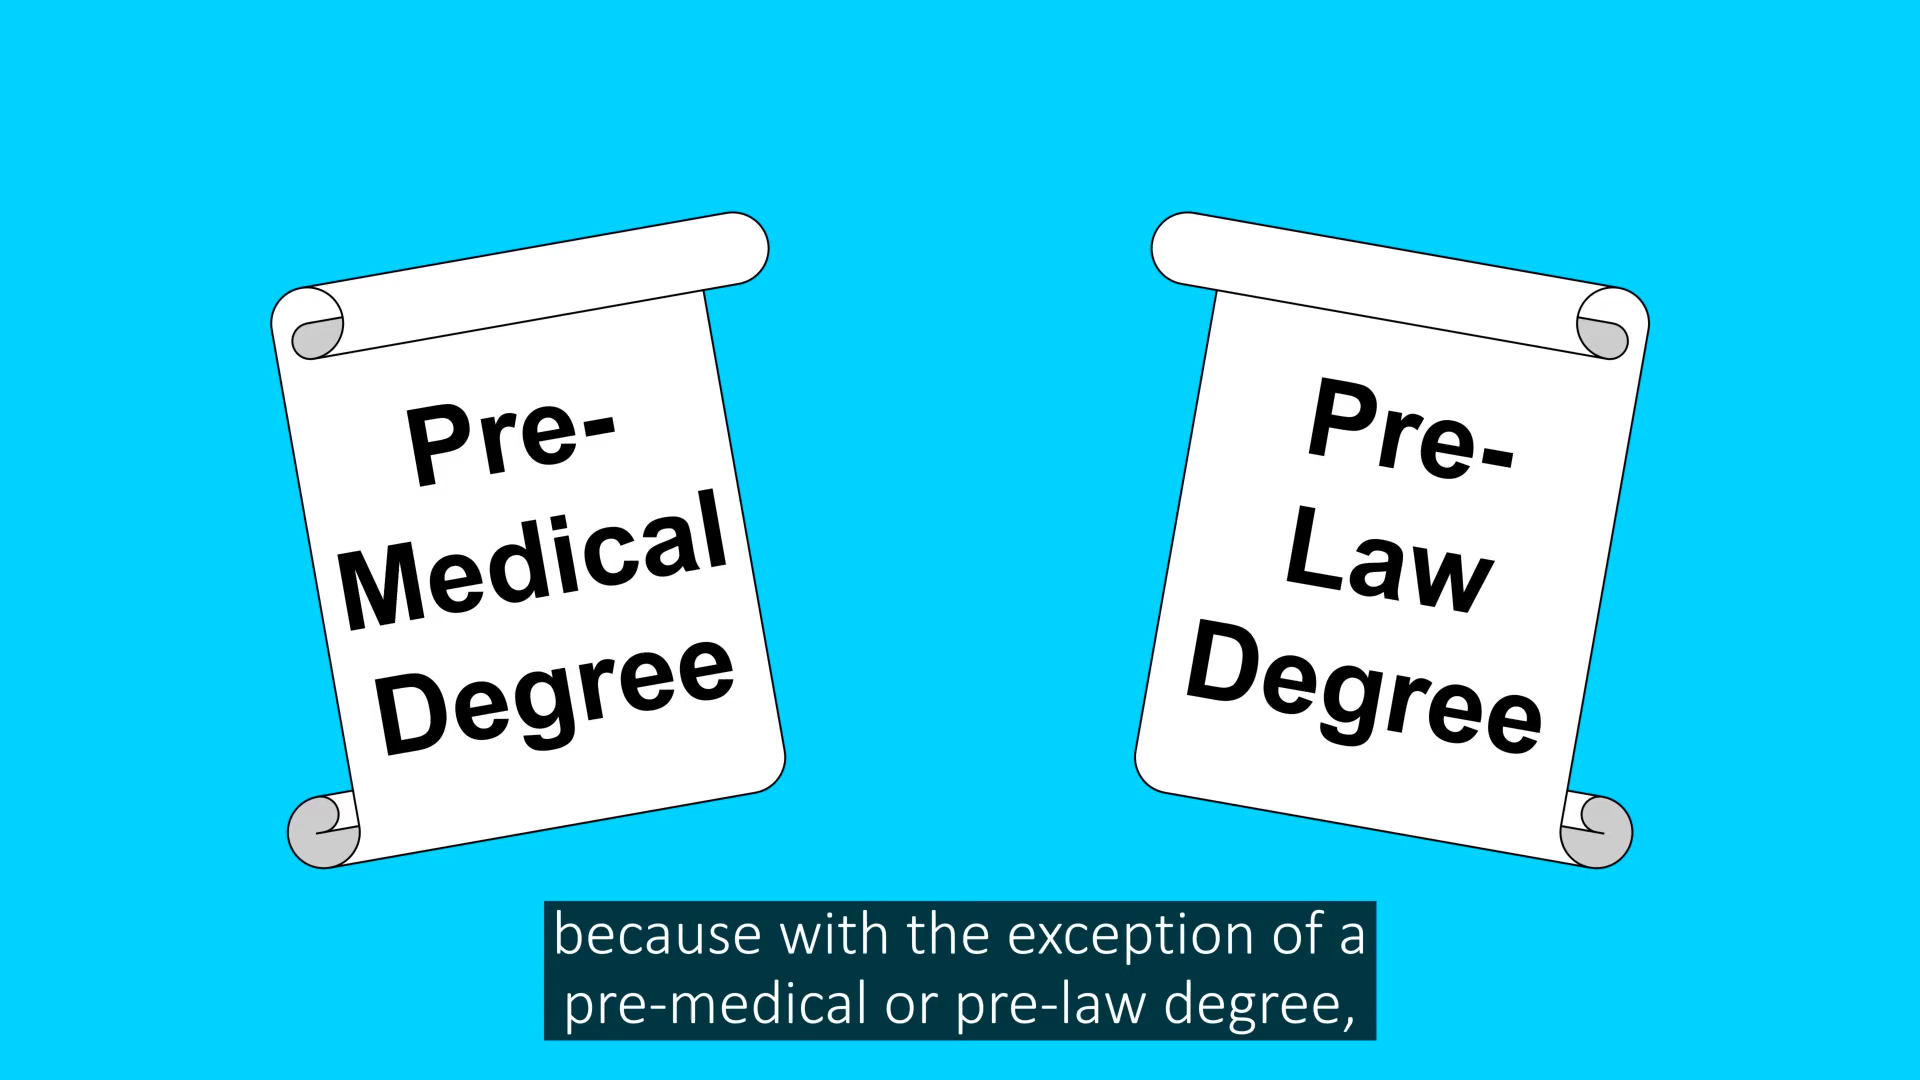 Pre-
Medical
Degree
Pre-
Law
Degree
because with the exception of a
pre-medical or pre-law degree,